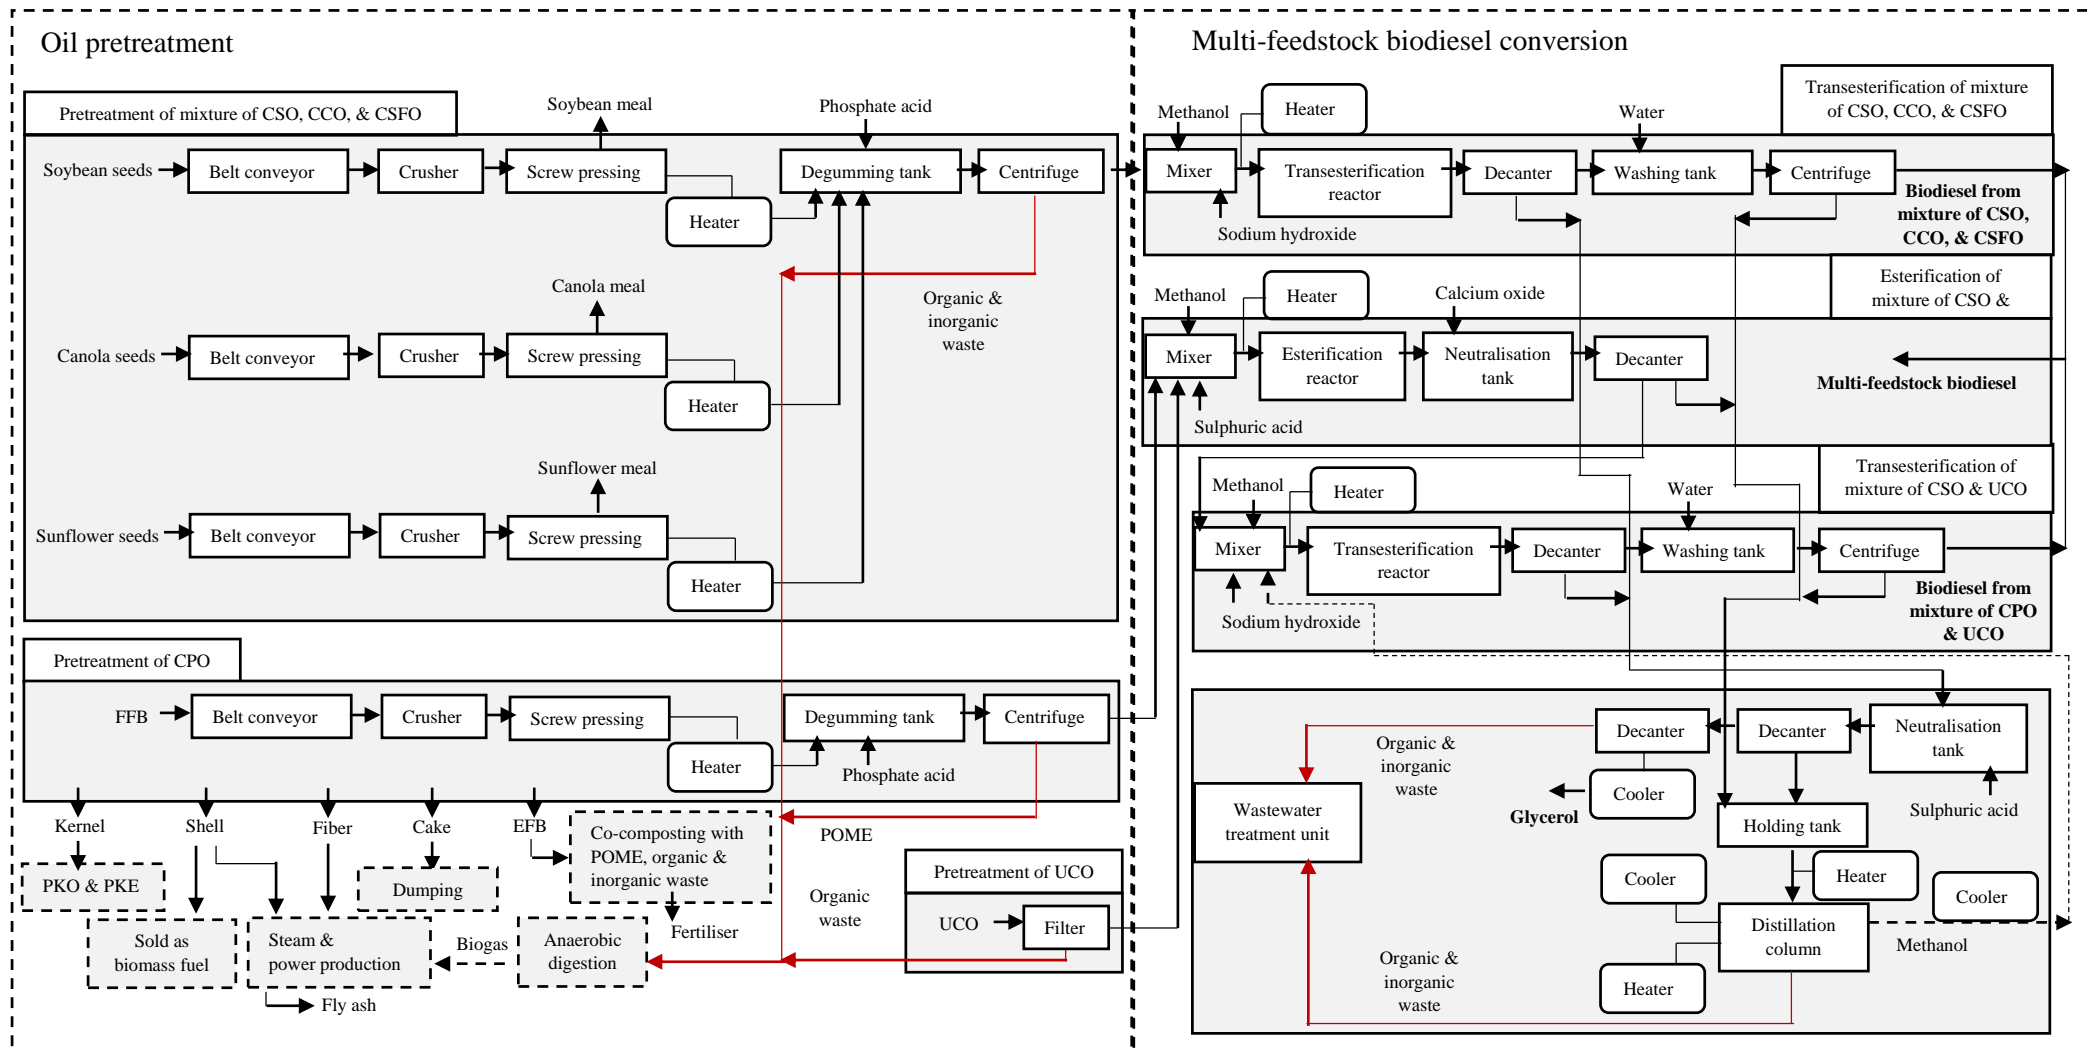 Oil pretreatment
Pretreatment of mixture of CSO, CCO, & CSFO
Soybean meal
Phosphate acid
Soybean seeds
Belt conveyor
Crusher
Screw pressing
Heater
Degumming tank
Centrifuge
Organic &
inorganic
waste
Canola meal
Canola seeds
Belt conveyor
Crusher
Screw pressing
Heater
Sunflower meal
Sunflower seeds
Belt conveyor
Crusher
Screw pressing
Heater
Pretreatment of CPO
FFB
Belt conveyor
Crusher
Screw pressing
Heater
Degumming tank
Centrifuge
Phosphate acid
Kernel
Shell
Fiber
Cake
EFB
PKO & PKE
Sold as
biomass fuel
Steam &
power production
Fly ash
Dumping
Co-composting with
POME, organic &
inorganic waste
Fertiliser
Biogas
Anaerobic
digestion
POME
Organic
waste
Pretreatment of UCO
UCO
Filter
Multi-feedstock biodiesel conversion
Transesterification of mixture
of CSO, CCO, & CSFO
Methanol
Heater
Water
Mixer
Transesterification
reactor
Decanter
Washing tank
Centrifuge
Sodium hydroxide
Biodiesel from
mixture of CSO,
CCO, & CSFO
Esterification of
mixture of CSO &
Methanol
Heater
Calcium oxide
Mixer
Esterification
reactor
Neutralisation
tank
Decanter
Multi-feedstock biodiesel
Sulphuric acid
Transesterification of
mixture of CSO & UCO
Methanol
Heater
Water
Mixer
Transesterification
reactor
Decanter
Washing tank
Centrifuge
Sodium hydroxide
Biodiesel from
mixture of CPO
& UCO
Neutralisation
tank
Sulphuric acid
Decanter
Decanter
Cooler
Glycerol
Organic &
inorganic
waste
Wastewater
treatment unit
Holding tank
Heater
Cooler
Cooler
Distillation
column
Methanol
Heater
Organic &
inorganic
waste